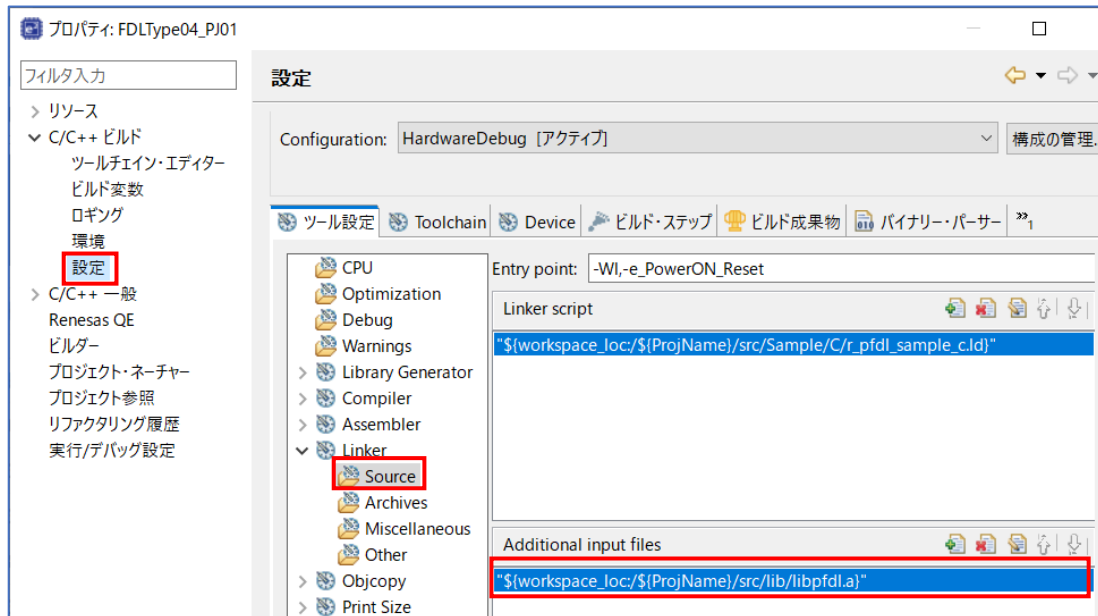 プロパティ: FDLType04_PJ01
フィルタ入力
リソース
C/C++ ビルド
ツールチェイン・エディター
ビルド変数
ロギング
環境
設定
C/C++ 一般
Renesas QE
ビルダー
プロジェクト・ネーチャー
プロジェクト参照
リファクタリング履歴
実行/デバッグ設定
設定
Configuration: HardwareDebug [アクティブ]
構成の管理.
ツール設定 Toolchain Device ビルド・ステップ ビルド成果物 バイナリー・パーサー »1
CPU
Optimization
Debug
Warnings
Library Generator
Compiler
Assembler
Linker
Source
Archives
Miscellaneous
Other
Objcopy
Print Size
Entry point: -Wl,-e_PowerON_Reset
Linker script
"${workspace_loc:/${ProjName}/src/Sample/C/r_pfdl_sample_c.ld}"
Additional input files
"${workspace_loc:/${ProjName}/src/lib/libpfdl.a}"